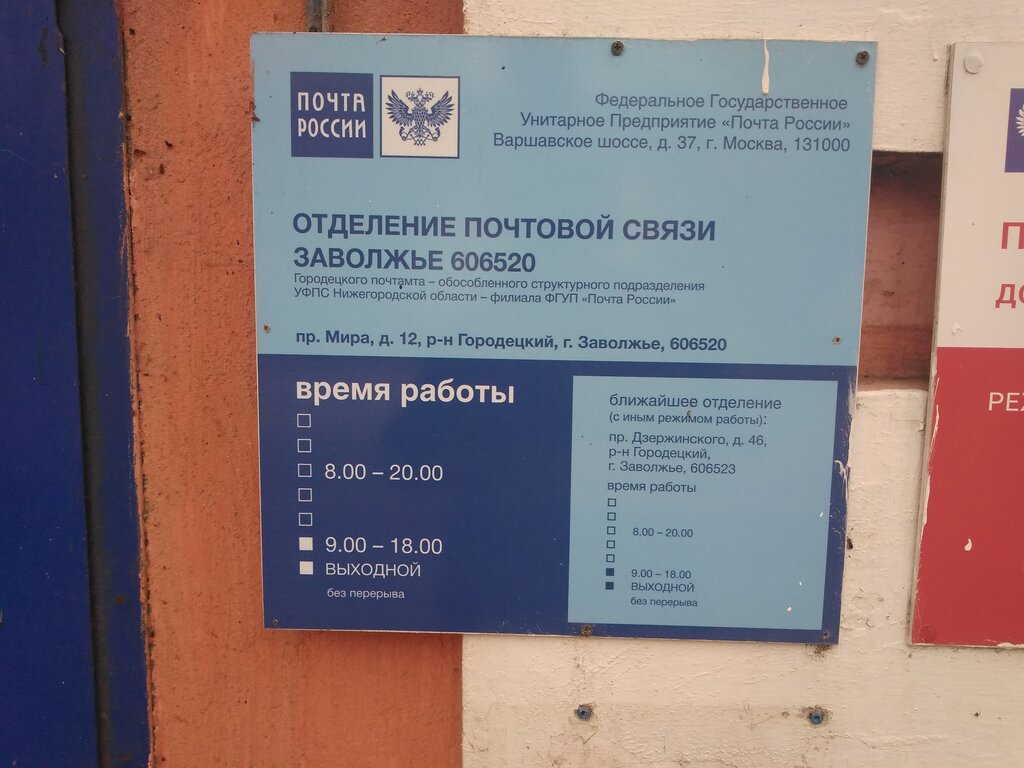 ПОЧТА
РОССИИ
Федеральное Государственное
Унитарное Предприятие «Почта России»
Варшавское шоссе, д. 37, г. Москва, 131000
ОТДЕЛЕНИЕ ПОЧТОВОЙ СВЯЗИ
ЗАВОЛЖЬЕ 606520
Городецкого почтамта – обособленного структурного подразделения
УФПС Нижегородской области – филиала ФГУП «Почта России»
пр. Мира, д. 12, р-н Городецкий, г. Заволжье, 606520
время работы
8.00 – 20.00
9.00 – 18.00
ВЫХОДНОЙ
без перерыва
ближайшее отделение
(с иным режимом работы):
пр. Дзержинского, д. 46,
р-н Городецкий,
г. Заволжье, 606523
время работы
8.00 – 20.00
9.00 – 18.00
ВЫХОДНОЙ
без перерыва